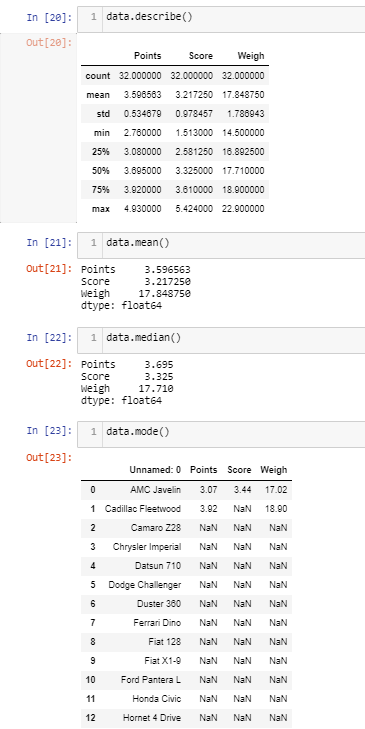 In [20]: 1 data.describe()
Out[20]:
Points Score Weigh
count 32.000000 32.000000 32.000000
mean 3.596563 3.217250 17.848750
std 0.534679 0.978457 1.786943
min 2.760000 1.513000 14.500000
25% 3.080000 2.581250 16.892500
50% 3.695000 3.325000 17.710000
75% 3.920000 3.610000 18.900000
max 4.930000 5.424000 22.900000
In [21]: 1 data.mean()
Out[21]: Points 3.596563
Score 3.217250
Weigh 17.848750
dtype: float64
In [22]: 1 data.median()
Out[22]: Points 3.695
Score 3.325
Weigh 17.710
dtype: float64
In [23]: 1 data.mode()
Out[23]:
Unnamed: 0 Points Score Weigh
0 AMC Javelin 3.07 3.44 17.02
1 Cadillac Fleetwood 3.92 NaN 18.90
2 Camaro Z28 NaN NaN NaN
3 Chrysler Imperial NaN NaN NaN
4 Datsun 710 NaN NaN NaN
5 Dodge Challenger NaN NaN NaN
6 Duster 360 NaN NaN NaN
7 Ferrari Dino NaN NaN NaN
8 Fiat 128 NaN NaN NaN
9 Fiat X1-9 NaN NaN NaN
10 Ford Pantera L NaN NaN NaN
11 Honda Civic NaN NaN NaN
12 Hornet 4 Drive NaN NaN NaN